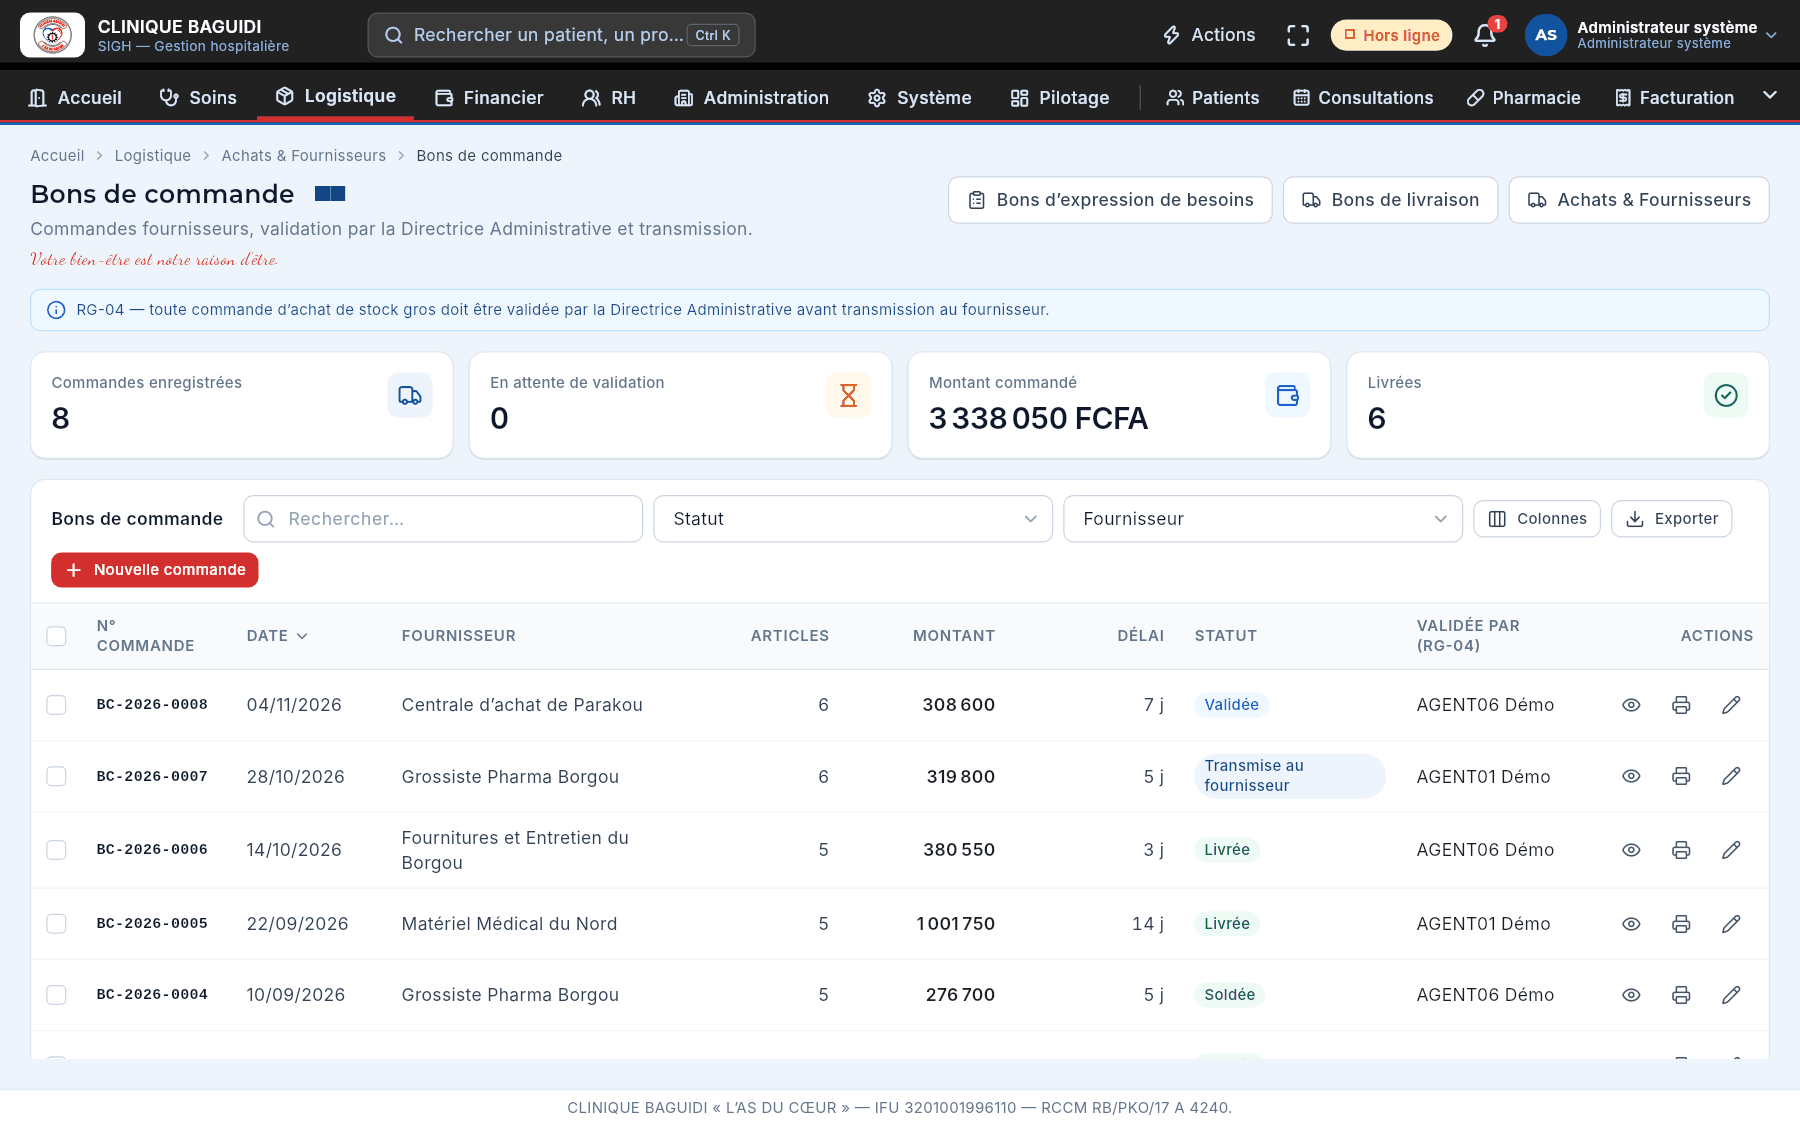 CLINIQUE BAGUIDI
SIGH — Gestion hospitalière
Rechercher un patient, un pro...
Ctrl K
Actions
Hors ligne
1
AS
Administrateur système
Administrateur système
Accueil
Soins
Logistique
Financier
RH
Administration
Système
Pilotage
Patients
Consultations
Pharmacie
Facturation
Accueil > Logistique > Achats & Fournisseurs > Bons de commande
Bons de commande
Commandes fournisseurs, validation par la Directrice Administrative et transmission.
Votre bien-être est notre raison d'être.
Bons d’expression de besoins
Bons de livraison
Achats & Fournisseurs
RG-04 — toute commande d’achat de stock gros doit être validée par la Directrice Administrative avant transmission au fournisseur.
Commandes enregistrées
8
En attente de validation
0
Montant commandé
3 338 050 FCFA
Livrées
6
Bons de commande
Rechercher...
Statut
Fournisseur
Colonnes
Exporter
Nouvelle commande
N° COMMANDE DATE FOURNISSEUR ARTICLES MONTANT DÉLAI STATUT VALIDÉE PAR (RG-04) ACTIONS
BC-2026-0008 04/11/2026 Centrale d’achat de Parakou 6 308 600 7 j Validée AGENT06 Démo
BC-2026-0007 28/10/2026 Grossiste Pharma Borgou 6 319 800 5 j Transmise au fournisseur AGENT01 Démo
BC-2026-0006 14/10/2026 Fournitures et Entretien du Borgou 5 380 550 3 j Livrée AGENT06 Démo
BC-2026-0005 22/09/2026 Matériel Médical du Nord 5 1 001 750 14 j Livrée AGENT01 Démo
BC-2026-0004 10/09/2026 Grossiste Pharma Borgou 5 276 700 5 j Soldée AGENT06 Démo
CLINIQUE BAGUIDI « L’AS DU CŒUR » — IFU 3201001996110 — RCCM RB/PKO/17 A 4240.